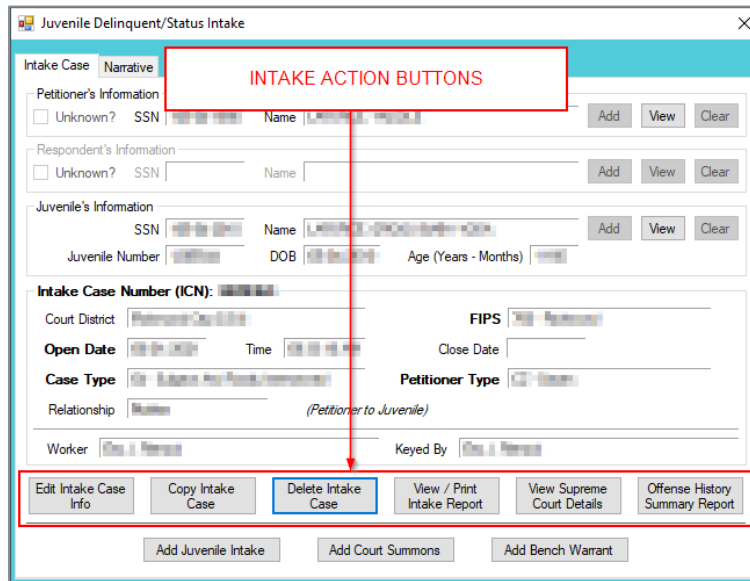 Juvenile Delinquent/Status Intake
Intake Case Narrative
INTAKE ACTION BUTTONS
Petitioner's Information
Unknown? SSN Name Add View Clear
Respondent's Information
Unknown? SSN Name Add View Clear
Juvenile's Information
SSN Name Add View Clear
Juvenile Number DOB Age (Years - Months)
Intake Case Number (ICN):
Court District FIPS
Open Date Time Close Date
Case Type Petitioner Type
Relationship (Petitioner to Juvenile)
Worker Keyed By
Edit Intake Case Info
Copy Intake Case
Delete Intake Case
View / Print Intake Report
View Supreme Court Details
Offense History Summary Report
Add Juvenile Intake Add Court Summons Add Bench Warrant